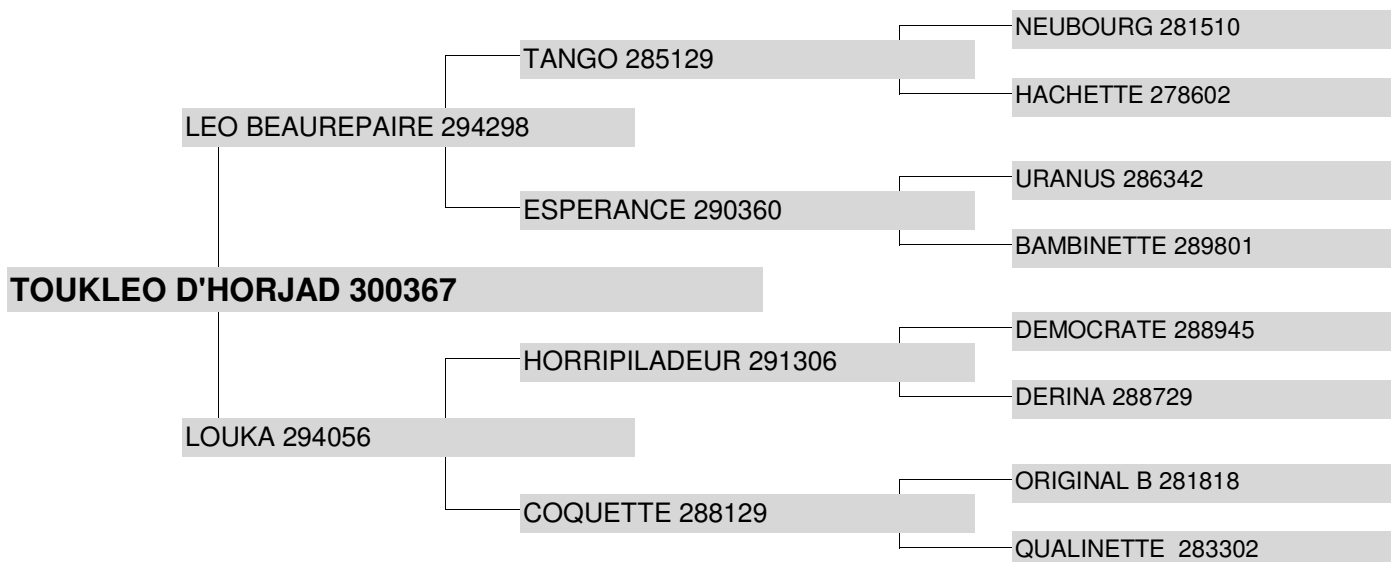 NEUBOURG 281510
TANGO 285129
HACHETTE 278602
LEO BEAUREPAIRE 294298
URANUS 286342
ESPERANCE 290360
BAMBINETTE 289801
TOUKLEO D'HORJAD 300367
DEMOCRATE 288945
HORRIPILADEUR 291306
DERINA 288729
LOUKA 294056
ORIGINAL B 281818
COQUETTE 288129
QUALINETTE 283302